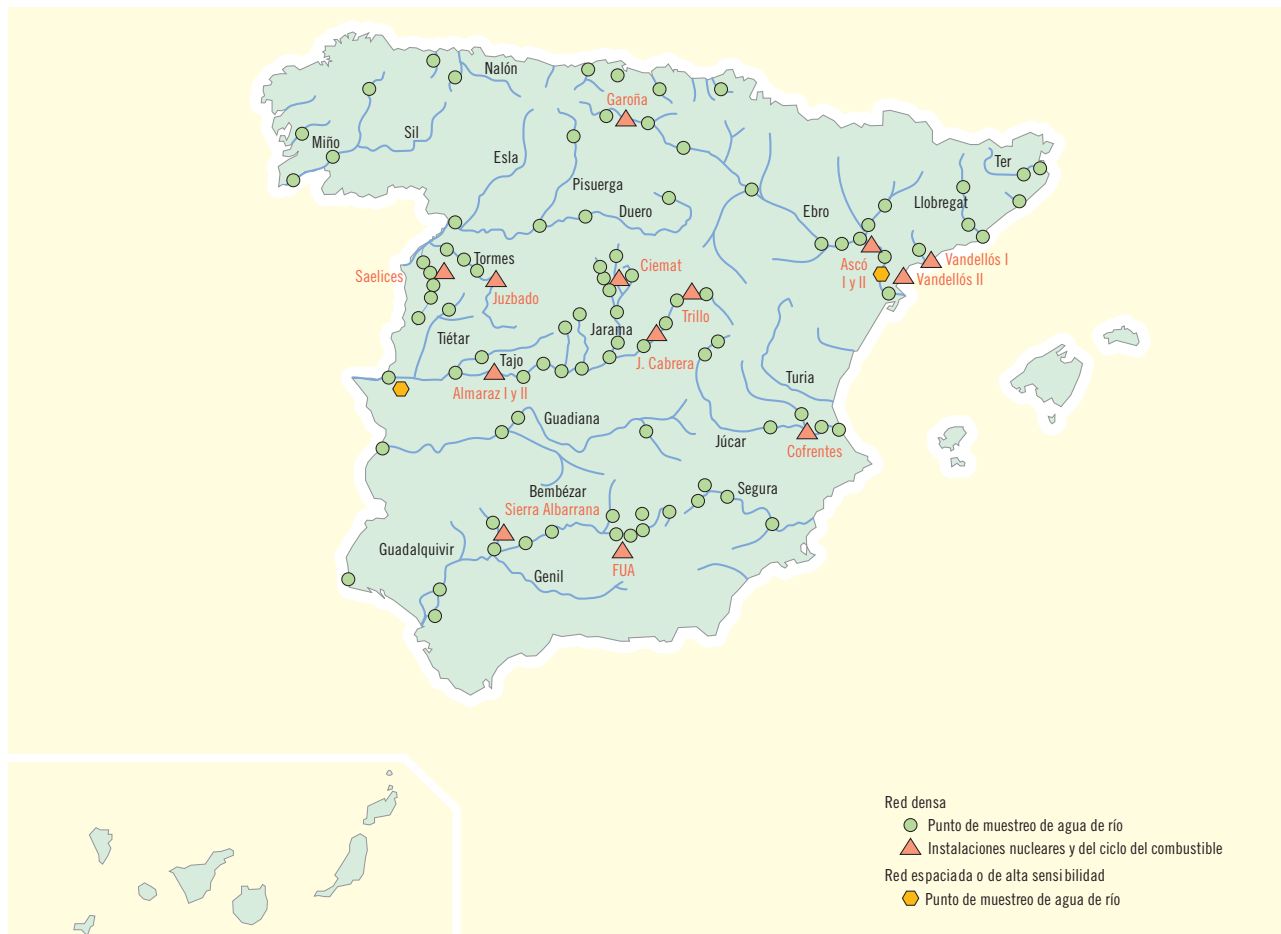 Nalón
Garoña
Sil
Miño
Esla
Ter
Pisuerga
Llobregat
Duero
Ebro
Tormes
Ciemat
Saelices
Ascó
I y II
Vandellós I
Vandellós II
Juzbado
Trillo
Jarama
Tiétar
Tajo
J. Cabrera
Turia
Almaraz I y II
Guadiana
Júcar
Cofrentes
Bembézar
Segura
Sierra Albarrana
Guadalquivir
FUA
Genil
Red densa
Punto de muestreo de agua de río
Instalaciones nucleares y del ciclo del combustible
Red espaciada o de alta sensibilidad
Punto de muestreo de agua de río